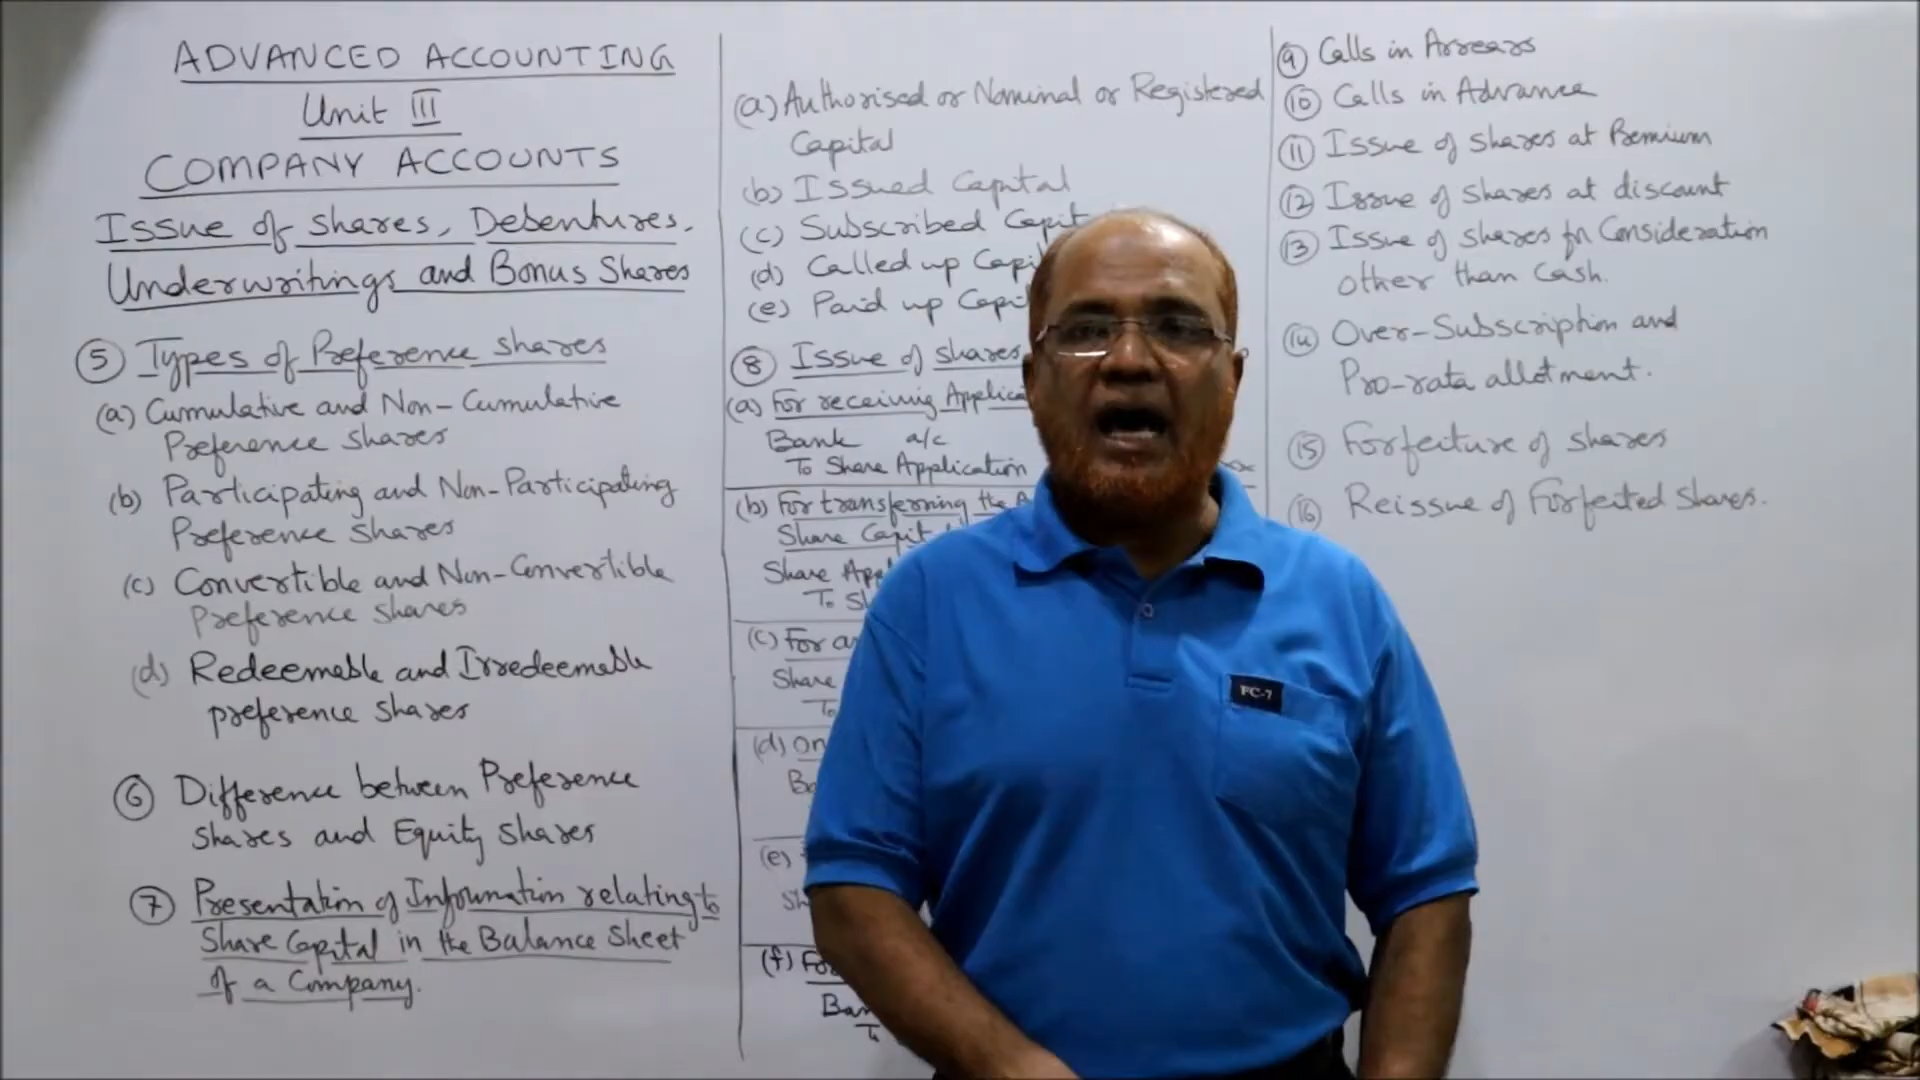 ADVANCED ACCOUNTING
Unit III
COMPANY ACCOUNTS
Issue of shares, Debentures,
Underwritings and Bonus Shares
⑤ Types of Preference shares
(a) Cumulative and Non-Cumulative
Preference shares
(b) Participating and Non-Participating
Preference shares
(c) Convertible and Non-Convertible
Preference shares
(d) Redeemable and Irredeemable
preference shares
⑥ Difference between Preference
shares and Equity shares
⑦ Presentation of Information relating to
Share Capital in the Balance Sheet
of a Company.
(a) Authorised or Nominal or Registered
Capital
(b) Issued Capital
(c) Subscribed
(d) Called up
(e) Paid up
⑧ Issue of shares
(a) For receiving
Bank a/c
To Share Application
(b) For transferring the
Share
Share
To
(c) For
Share
To
(d) On
(e)
(f)
⑨ Calls in Arrears
⑩ Calls in Advance
⑪ Issue of shares at Premium
⑫ Issue of shares at discount
⑬ Issue of shares for Consideration
other than Cash.
⑭ Over-Subscription and
Pro-rata allotment.
⑮ Forfeiture of shares
⑯ Reissue of Forfeited shares.
FC-7